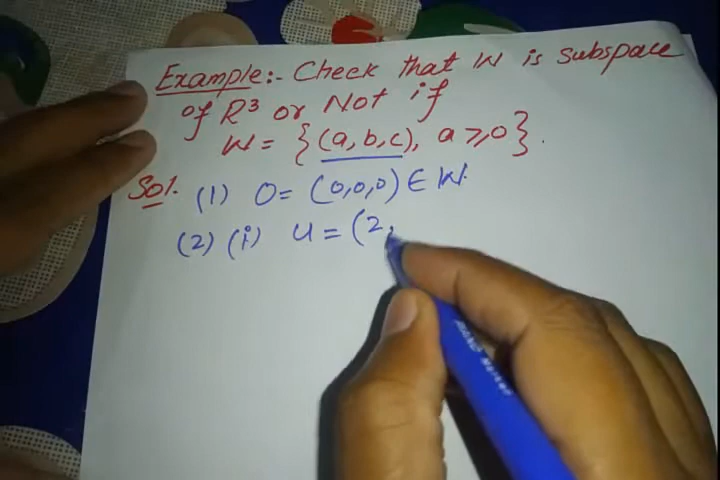 Example:- Check that W is subspace
of R³ or Not if
W = {(a, b, c), a ≥ 0}.
Sol. (1) 0 = (0, 0, 0) ∈ W.
(2) (i) u = (2,